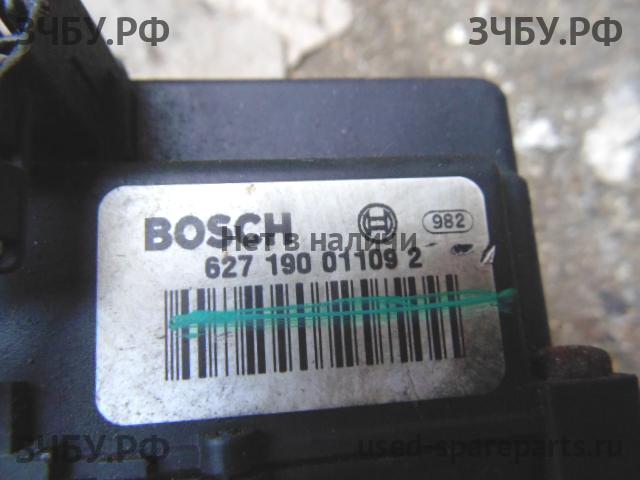 ЗЧБУ.РФ ЗЧБУ.РФ
BOSCH 982
Нет в наличии
627 190 01109 2
ЗЧБУ.РФ used-spareparts.ru